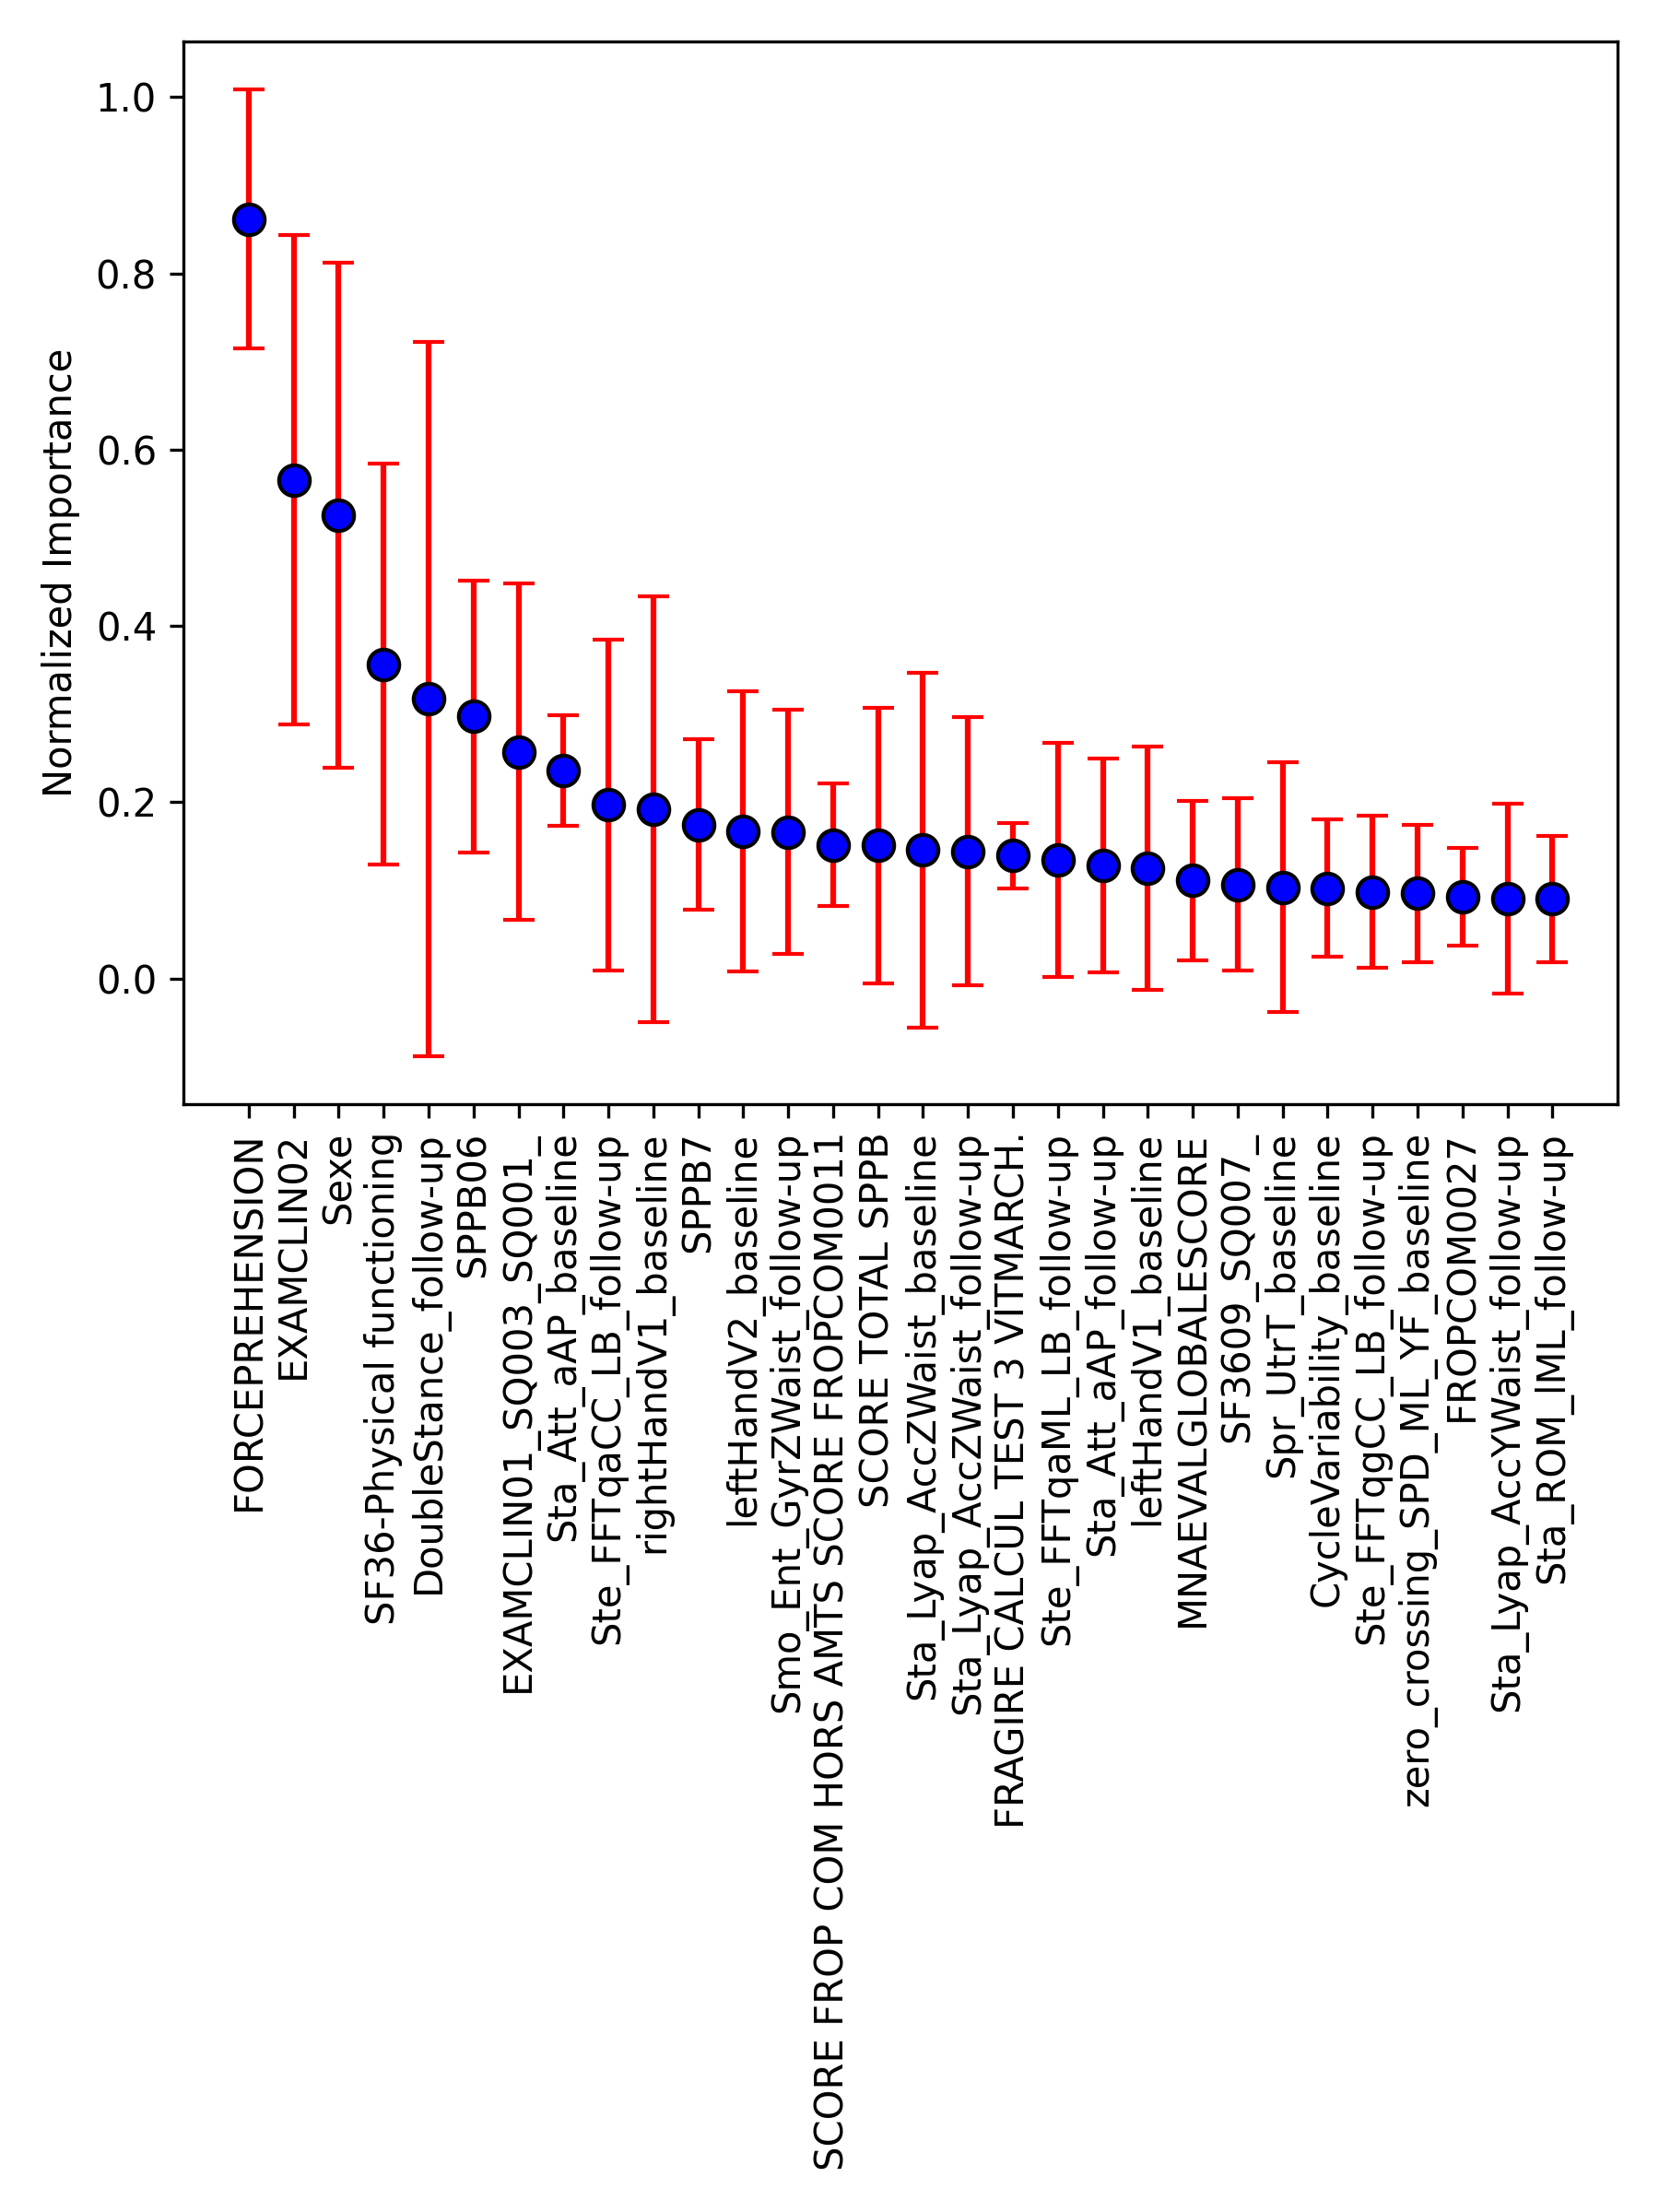 Normalized Importance
1.0
0.8
0.6
0.4
0.2
0.0
FORCEPREHENSION
EXAMCLIN02
Sexe
SF36-Physical functioning
DoubleStance_follow-up
SPPB06
EXAMCLIN01_SQ003_SQ001_
Sta_Att_aAP_baseline
Ste_FFTqaCC_LB_follow-up
rightHandV1_baseline
SPPB7
leftHandV2_baseline
Smo_Ent_GyrZWaist_follow-up
SCORE FROP COM HORS AMTS SCORE FROPCOM0011
SCORE TOTAL SPPB
Sta_Lyap_AccZWaist_baseline
Sta_Lyap_AccZWaist_follow-up
FRAGIRE CALCUL TEST 3 VITMARCH.
Ste_FFTqaML_LB_follow-up
Sta_Att_aAP_follow-up
leftHandV1_baseline
MNAEVALGLOBALESCORE
SF3609_SQ007_
Spr_UtrT_baseline
CycleVariability_baseline
Ste_FFTqgCC_LB_follow-up
zero_crossing_SPD_ML_YF_baseline
FROPCOM0027
Sta_Lyap_AccYWaist_follow-up
Sta_ROM_IML_follow-up